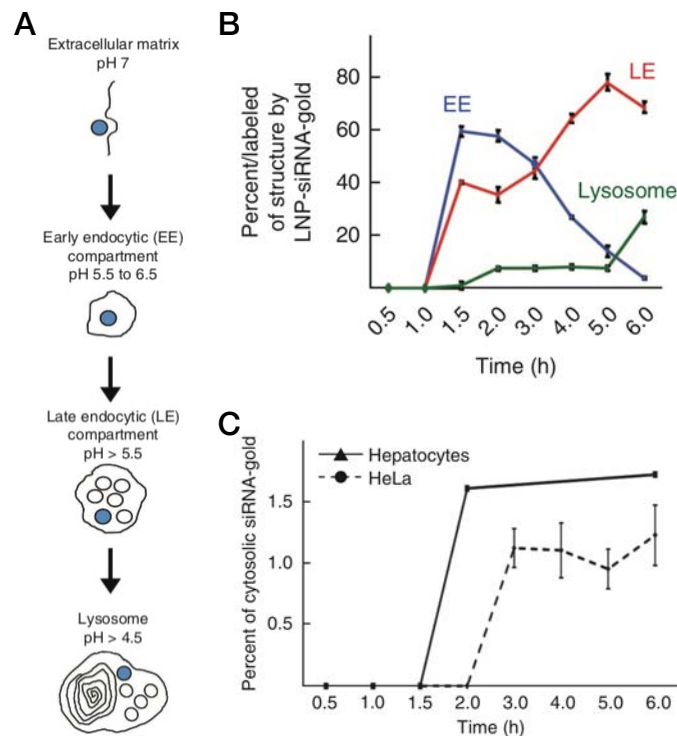 A
Extracellular matrix
pH 7
Early endocytic (EE)
compartment
pH 5.5 to 6.5
Late endocytic (LE)
compartment
pH > 5.5
Lysosome
pH > 4.5
B
Percent/labeled
of structure by
LNP-siRNA-gold
80
60
40
20
EE
LE
Lysosome
0.5
1.0
1.5
2.0
3.0
4.0
5.0
6.0
Time (h)
C
Percent of cytosolic siRNA-gold
Hepatocytes
HeLa
1.5
1.0
0.5
0.5 1.0 1.5 2.0 3.0 4.0 5.0 6.0
Time (h)